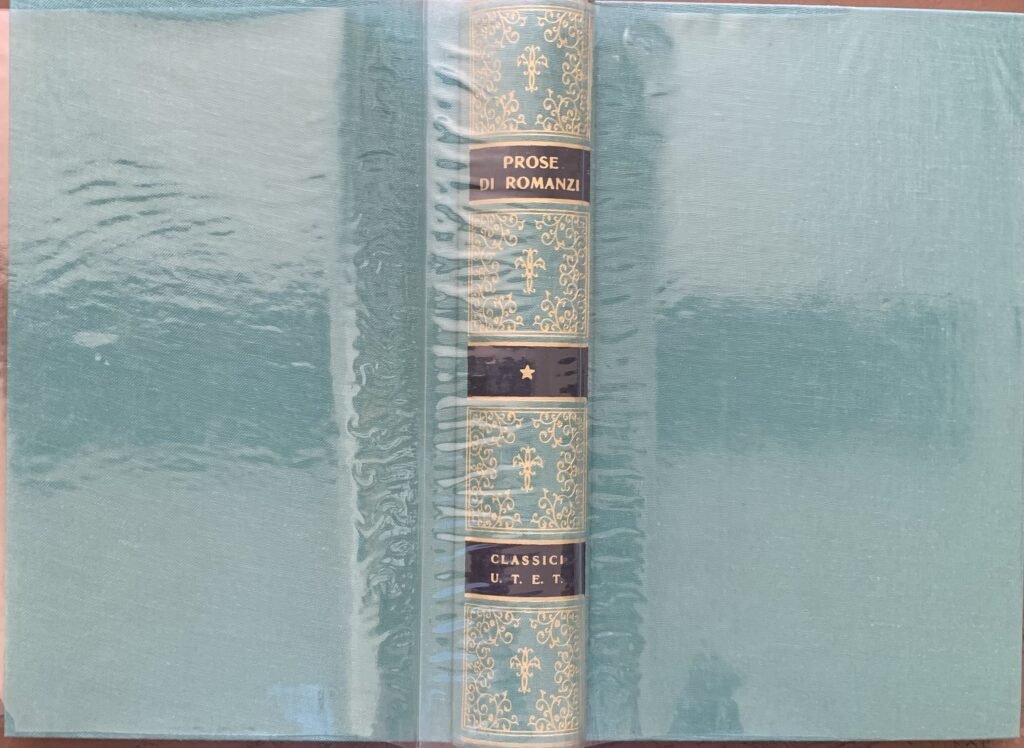 PROSE
DI ROMANZI
CLASSICI
U. T. E. T.